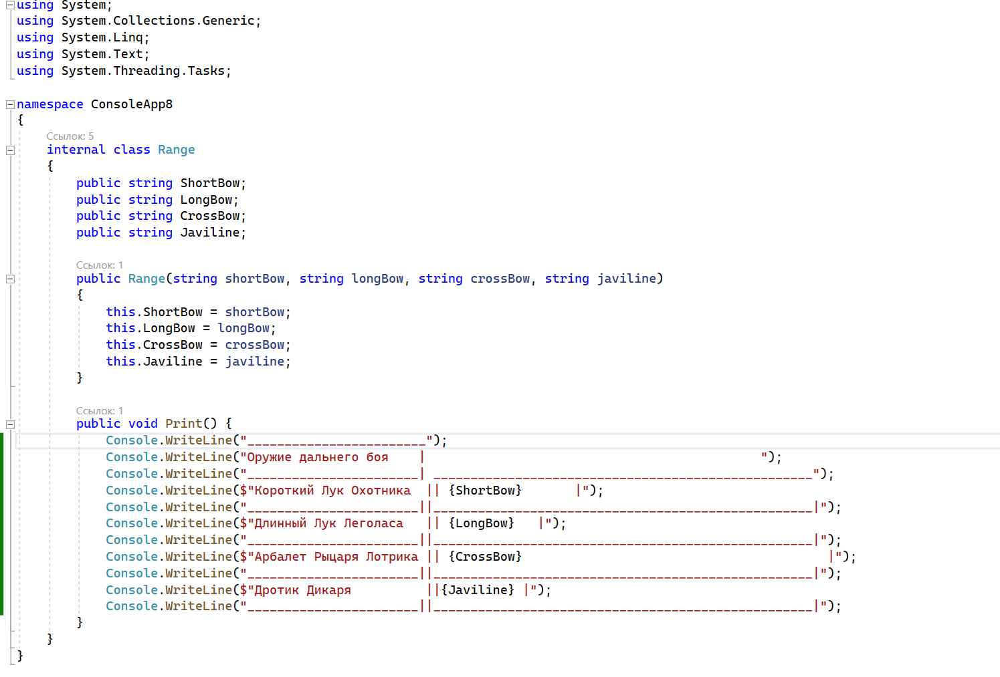 using System;
using System.Collections.Generic;
using System.Linq;
using System.Text;
using System.Threading.Tasks;
namespace ConsoleApp8
{
Ссылок: 5
internal class Range
{
public string ShortBow;
public string LongBow;
public string CrossBow;
public string Javiline;
Ссылок: 1
public Range(string shortBow, string longBow, string crossBow, string javiline)
{
this.ShortBow = shortBow;
this.LongBow = longBow;
this.CrossBow = crossBow;
this.Javiline = javiline;
}
Ссылок: 1
public void Print() {
Console.WriteLine("________________________");
Console.WriteLine("Оружие дальнего боя    |                                             ");
Console.WriteLine("_______________________| ___________________________________________________");
Console.WriteLine($"Короткий Лук Охотника  || {ShortBow}       |");
Console.WriteLine("_______________________||___________________________________________________|");
Console.WriteLine($"Длинный Лук Леголаса   || {LongBow}   |");
Console.WriteLine("_______________________||___________________________________________________|");
Console.WriteLine($"Арбалет Рыцаря Лотрика || {CrossBow}                                         |");
Console.WriteLine("_______________________||___________________________________________________|");
Console.WriteLine($"Дротик Дикаря          ||{Javiline} |");
Console.WriteLine("_______________________||___________________________________________________|");
}
}
}